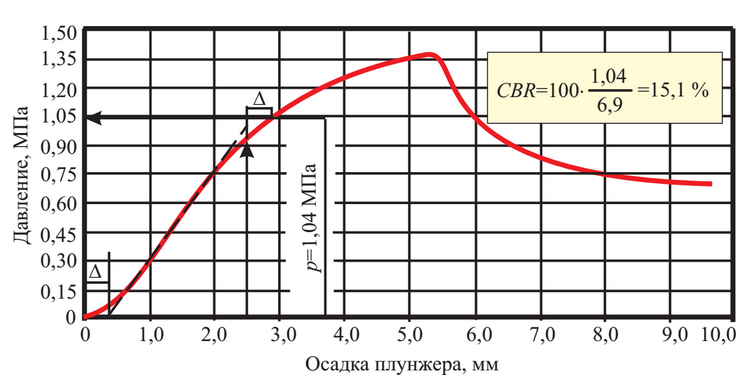 Давление, МПа
1,50
1,35
1,20
1,05
0,90
0,75
0,60
0,45
0,30
0,15
0
CBR=100· 1,04
6,9
=15,1 %
Δ
Δ
p=1,04 МПа
0 1,0 2,0 3,0 4,0 5,0 6,0 7,0 8,0 9,0 10,0
Осадка плунжера, мм